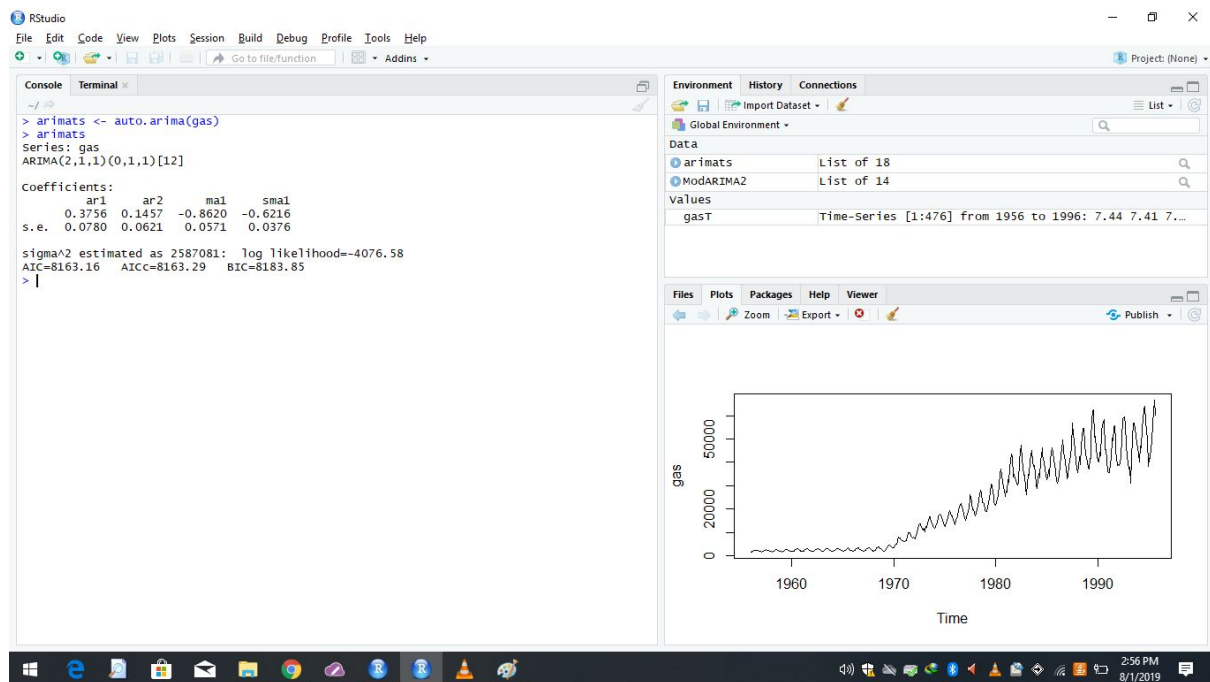 RStudio
File Edit Code View Plots Session Build Debug Profile Tools Help
Go to file/function Addins Project: (None)
Console Terminal
~/
> arimats <- auto.arima(gas)
> arimats
Series: gas
ARIMA(2,1,1)(0,1,1)[12]
Coefficients:
ar1 ar2 ma1 sma1
0.3756 0.1457 -0.8620 -0.6216
s.e. 0.0780 0.0621 0.0571 0.0376
sigma^2 estimated as 2587081: log likelihood=-4076.58
AIC=8163.16 AICc=8163.29 BIC=8183.85
>
Environment History Connections
Import Dataset List
Global Environment
Data
arimats List of 18
ModARIMA2 List of 14
Values
gasT Time-Series [1:476] from 1956 to 1996: 7.44 7.41 7.…
Files Plots Packages Help Viewer
Zoom Export Publish
gas
50000
20000
0
1960 1970 1980 1990
Time
2:56 PM
8/1/2019